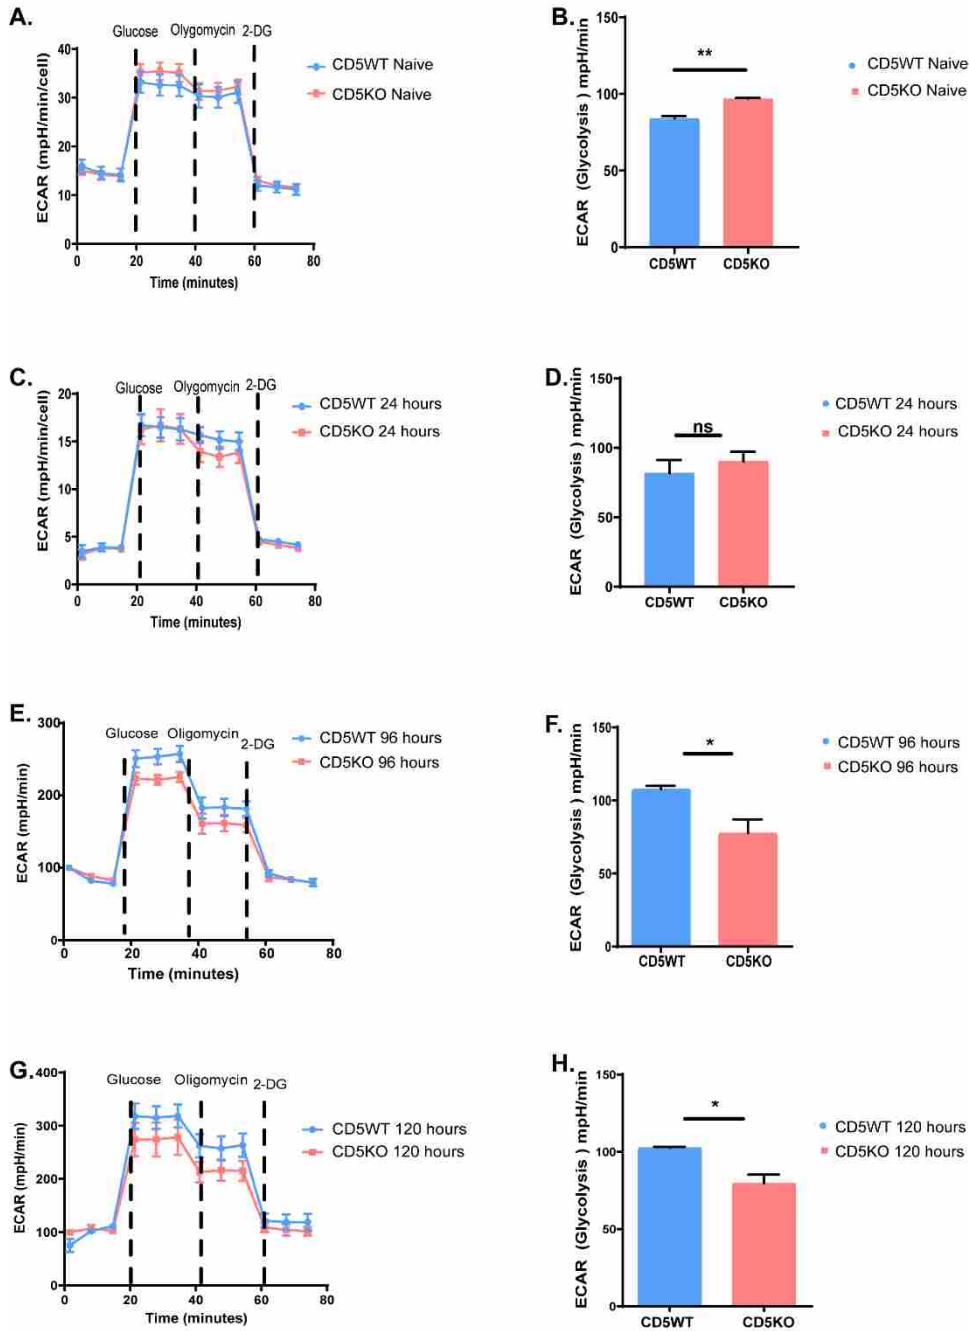 A.
Glucose Olygomycin 2-DG
40
30
20
10
0
0 20 40 60 80
ECAR (mpH/min/cell)
Time (minutes)
CD5WT Naive
CD5KO Naive
B.
**
150
100
50
0
ECAR (Glycolysis ) mpH/min
CD5WT CD5KO
CD5WT Naive
CD5KO Naive
C.
Glucose Olygomycin 2-DG
20
15
10
5
0
0 20 40 60 80
ECAR (mpH/min/cell)
Time (minutes)
CD5WT 24 hours
CD5KO 24 hours
D.
ns
150
100
50
0
ECAR (Glycolysis ) mpH/min
CD5WT CD5KO
CD5WT 24 hours
CD5KO 24 hours
E.
Glucose Oligomycin 2-DG
300
200
100
0
0 20 40 60 80
ECAR (mpH/min)
Time (minutes)
CD5WT 96 hours
CD5KO 96 hours
F.
*
150
100
50
0
ECAR (Glycolysis ) mpH/min
CD5WT CD5KO
CD5WT 96 hours
CD5KO 96 hours
G.
Glucose Oligomycin 2-DG
400
300
200
100
0
0 20 40 60 80
ECAR (mpH/min)
Time (minutes)
CD5WT 120 hours
CD5KO 120 hours
H.
*
150
100
50
0
ECAR (Glycolysis ) mpH/min
CD5WT CD5KO
CD5WT 120 hours
CD5KO 120 hours